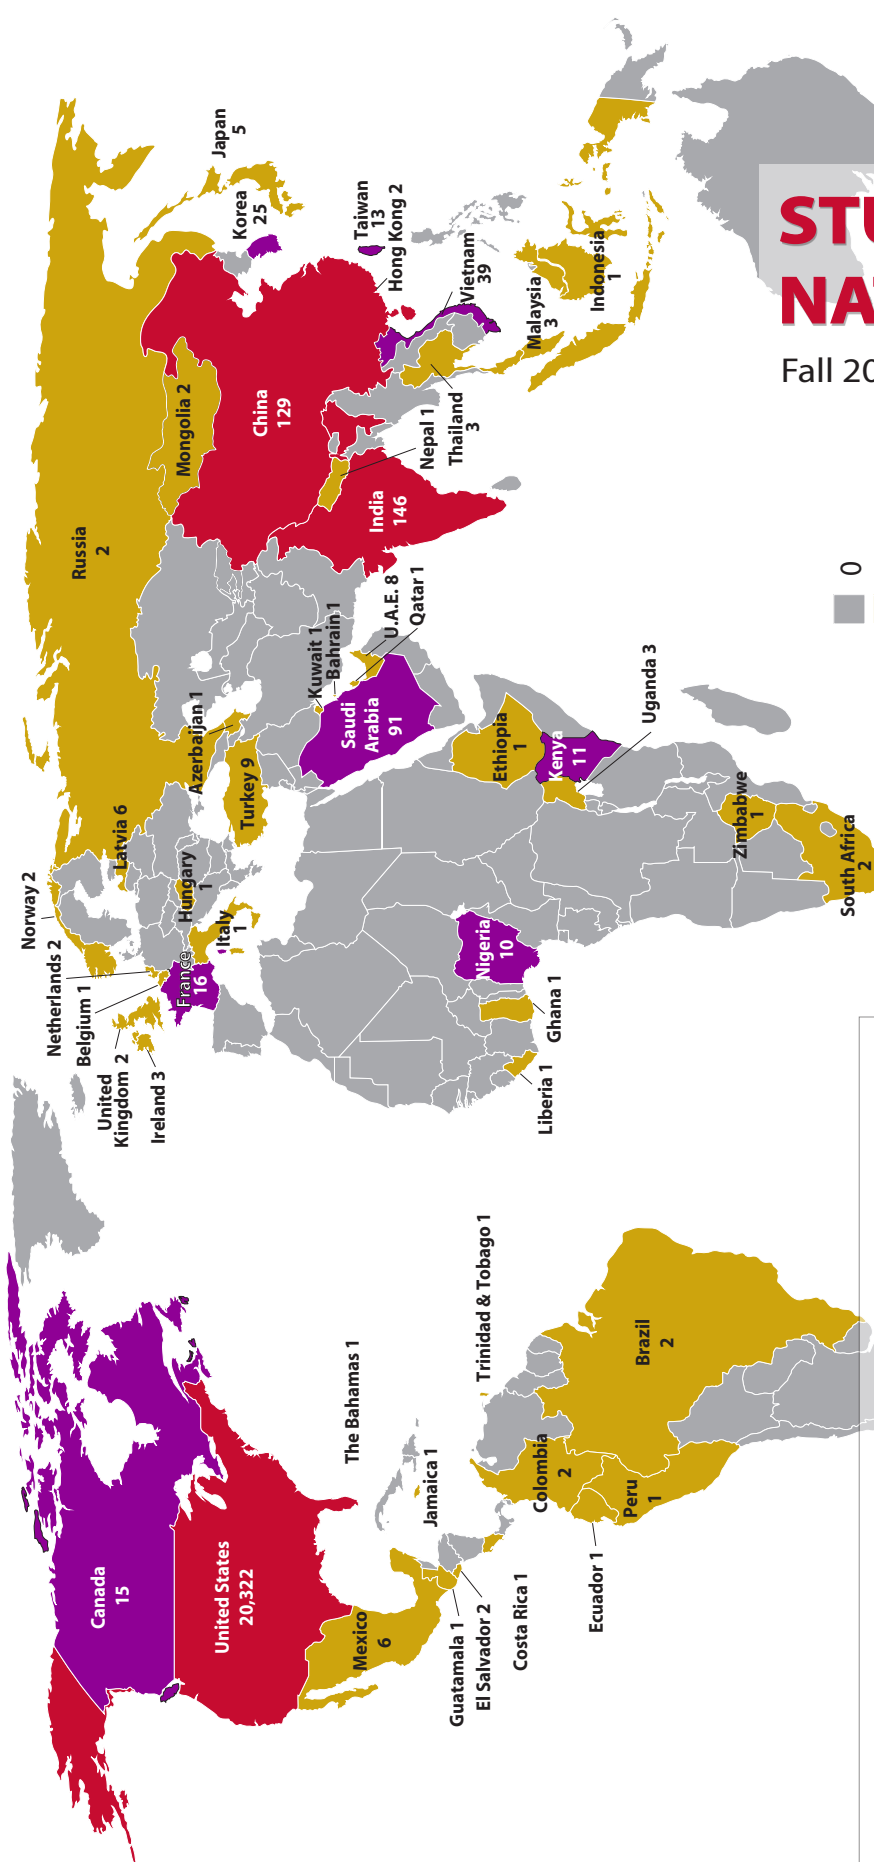 Canada
15
United States
20,322
Mexico
6
Guatamala 1
El Salvador 2
Costa Rica 1
The Bahamas 1
Jamaica 1
Trinidad & Tobago 1
Colombia
2
Ecuador 1
Peru
1
Brazil
2
Norway 2
Netherlands 2
Belgium 1
United
Kingdom 2
Ireland 3
France
16
Latvia 6
Hungary
1
Italy
1
Russia
2
Azerbaijan 1
Turkey 9
Kuwait 1
Bahrain 1
U.A.E. 8
Qatar 1
Saudi
Arabia
91
Mongolia 2
China
129
India
146
Nepal 1
Thailand
3
Japan
5
Korea
25
Taiwan
13
Hong Kong 2
Vietnam
39
Malaysia
3
Indonesia
1
Nigeria
10
Ghana 1
Liberia 1
Ethiopia
1
Kenya
11
Uganda 3
Zimbabwe
1
South Africa
2
STU
NA
Fall 20
0